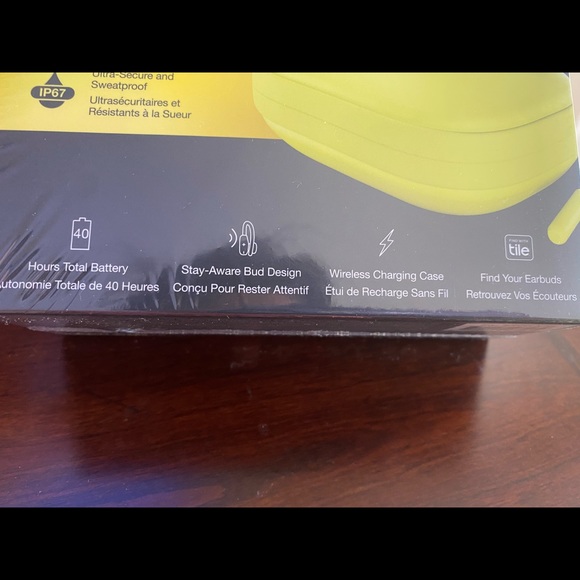 Ultra-Secure and
Sweatproof
IP67
Ultrasécuritaires et
Résistants à la Sueur
40
Hours Total Battery
Autonomie Totale de 40 Heures
Stay-Aware Bud Design
Conçu Pour Rester Attentif
Wireless Charging Case
Étui de Recharge Sans Fil
tile
Find Your Earbuds
Retrouvez Vos Écouteurs